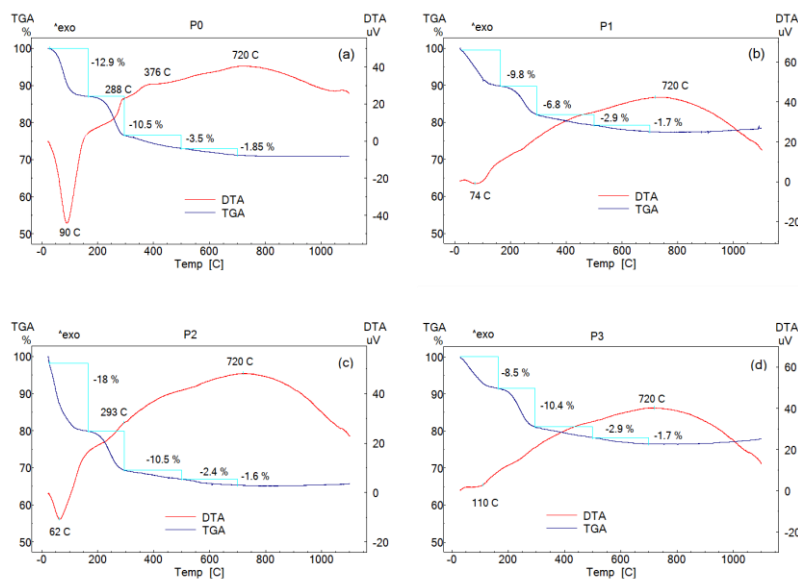 TGA *exo P0 DTA
% uV
100 (a)
-12.9 % 720 C 40
90 288 C 376 C
20
80 -10.5 % -3.5 % -1.85 % 0
70
-20
60 DTA
TGA -40
50 90 C
-0 200 400 600 800 1000
Temp [C]
TGA *exo P1 DTA
% uV
100 (b)
-9.8 % 60
90 720 C
-6.8 % 40
80 -2.9 % -1.7 %
70 20
60 74 C DTA 0
TGA
50 -20
-0 200 400 600 800 1000
Temp [C]
TGA *exo P2 DTA
% uV
100 720 C (c)
-18 %
90 40
293 C
80
20
70 -10.5 % -2.4 % -1.6 %
60 0
DTA
50 62 C TGA
-20
-0 200 400 600 800 1000
Temp [C]
TGA *exo P3 DTA
% uV
100 (d)
-8.5 % 60
90 720 C
-10.4 % 40
80 -2.9 % -1.7 %
70 20
60 110 C 0
DTA
50 TGA
-20
-0 200 400 600 800 1000
Temp [C]